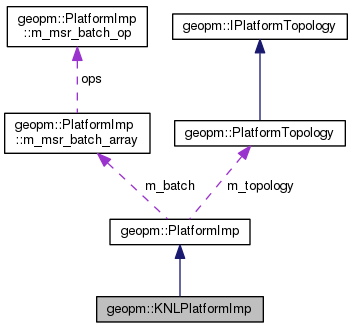 geopm::PlatformImp
::m_msr_batch_op
geopm::IPlatformTopology
ops
geopm::PlatformImp
::m_msr_batch_array
geopm::PlatformTopology
m_batch
m_topology
geopm::PlatformImp
geopm::KNLPlatformImp